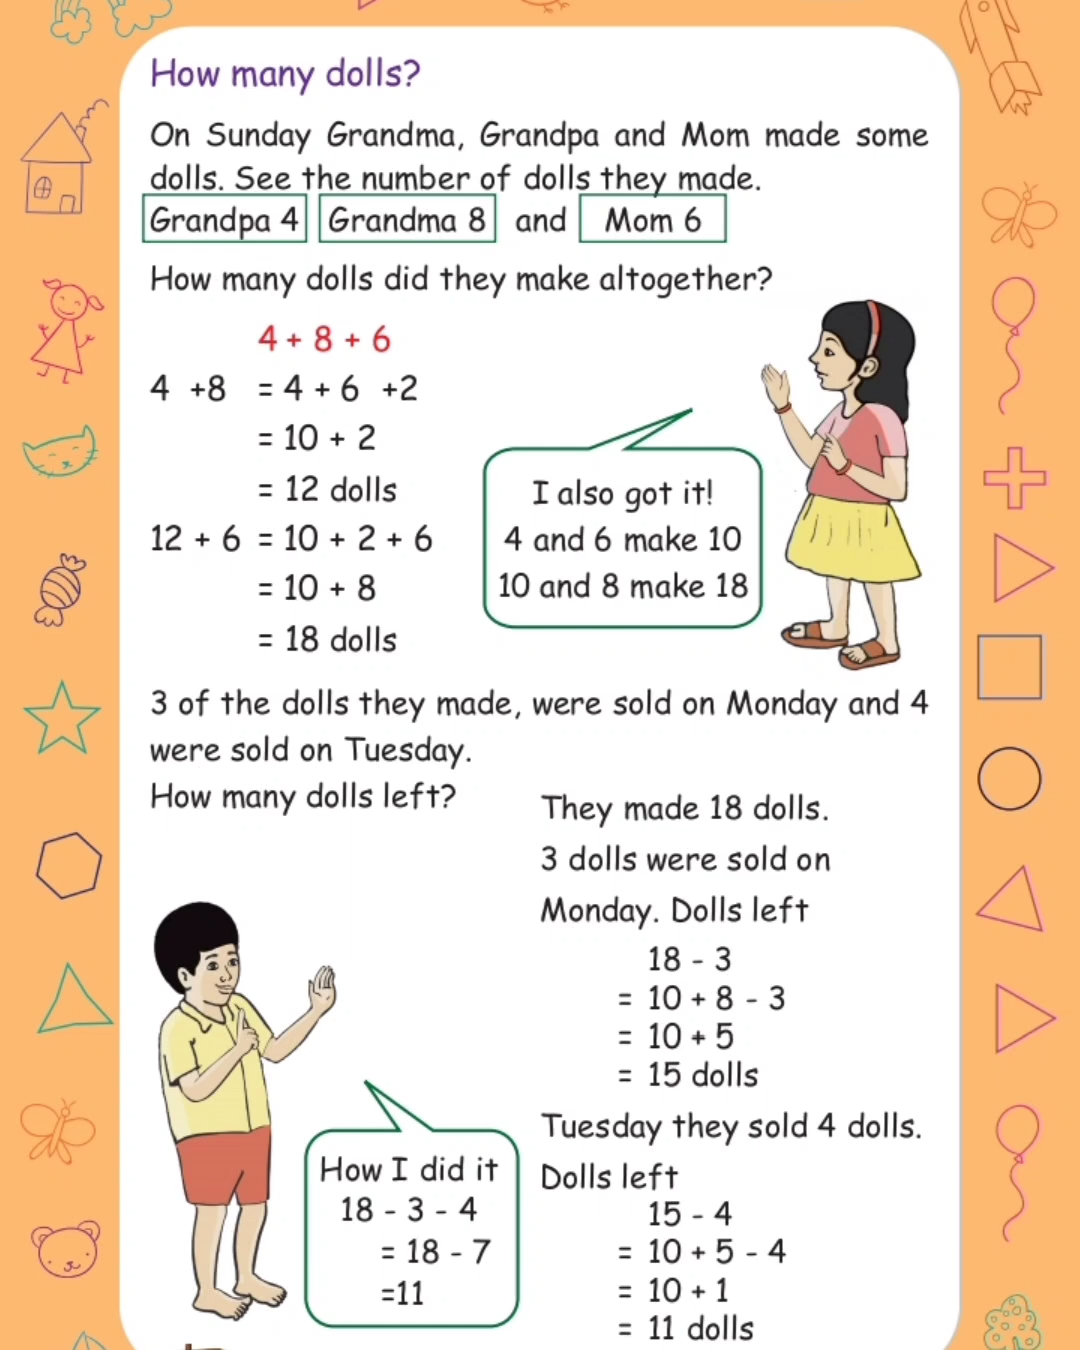 How many dolls?
On Sunday Grandma, Grandpa and Mom made some
dolls. See the number of dolls they made.
Grandpa 4 Grandma 8 and Mom 6
How many dolls did they make altogether?
4 + 8 + 6
4 +8 = 4 + 6 +2
= 10 + 2
= 12 dolls
12 + 6 = 10 + 2 + 6
= 10 + 8
= 18 dolls
I also got it!
4 and 6 make 10
10 and 8 make 18
3 of the dolls they made, were sold on Monday and 4
were sold on Tuesday.
How many dolls left?
They made 18 dolls.
3 dolls were sold on
Monday. Dolls left
18 - 3
= 10 + 8 - 3
= 10 + 5
= 15 dolls
Tuesday they sold 4 dolls.
Dolls left
15 - 4
= 10 + 5 - 4
= 10 + 1
= 11 dolls
How I did it
18 - 3 - 4
= 18 - 7
=11